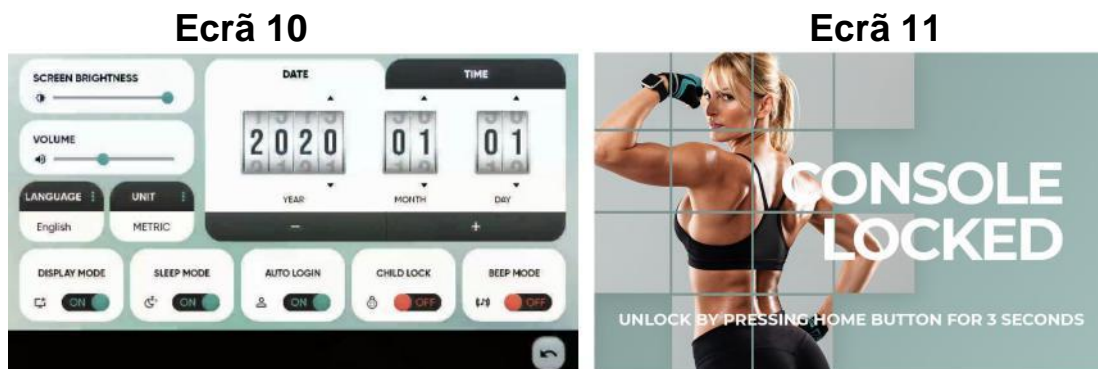 Ecrã 10
SCREEN BRIGHTNESS
VOLUME
LANGUAGE
English
UNIT
METRIC
DATE
TIME
2020
01
01
YEAR
MONTH
DAY
−
+
DISPLAY MODE
ON
SLEEP MODE
ON
AUTO LOGIN
ON
CHILD LOCK
OFF
BEEP MODE
OFF
Ecrã 11
CONSOLE
LOCKED
UNLOCK BY PRESSING HOME BUTTON FOR 3 SECONDS